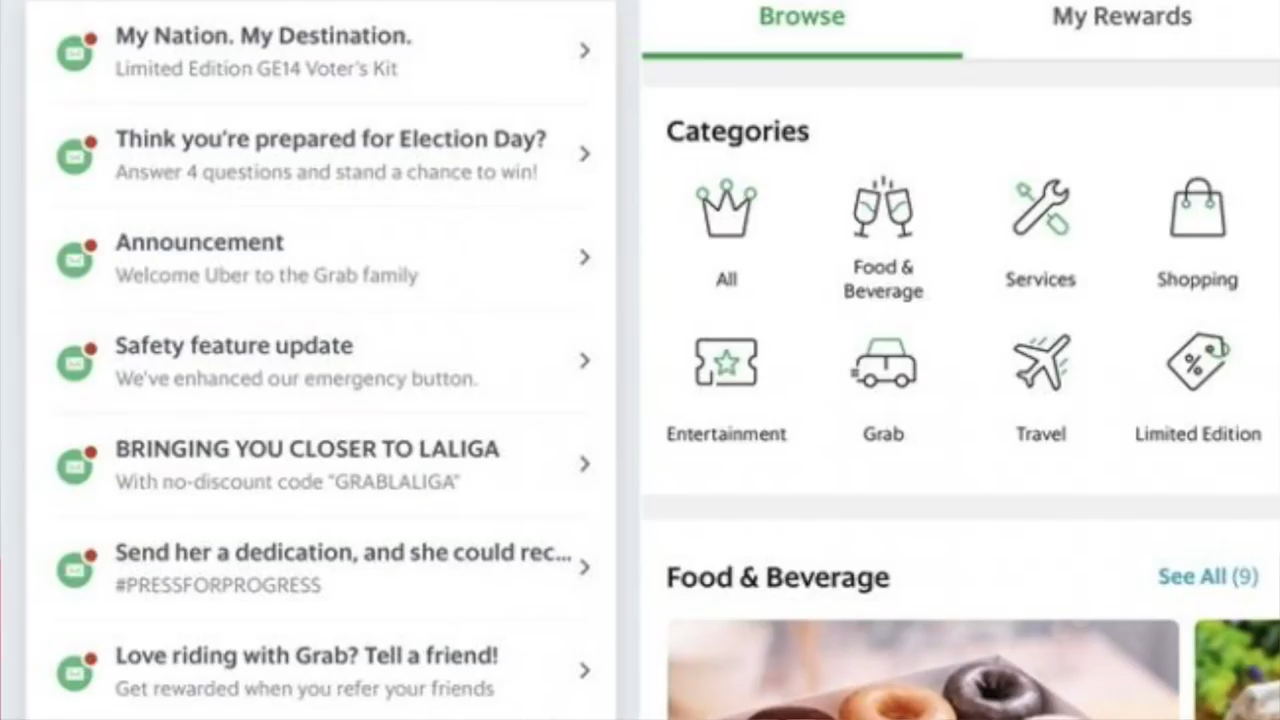 My Nation. My Destination.
Limited Edition GE14 Voter's Kit
Think you're prepared for Election Day?
Answer 4 questions and stand a chance to win!
Announcement
Welcome Uber to the Grab family
Safety feature update
We've enhanced our emergency button.
BRINGING YOU CLOSER TO LALIGA
With no-discount code "GRABLALIGA"
Send her a dedication, and she could rec...
#PRESSFORPROGRESS
Love riding with Grab? Tell a friend!
Get rewarded when you refer your friends
Browse
My Rewards
Categories
All
Food &
Beverage
Services
Shopping
Entertainment
Grab
Travel
Limited Edition
Food & Beverage
See All (9)